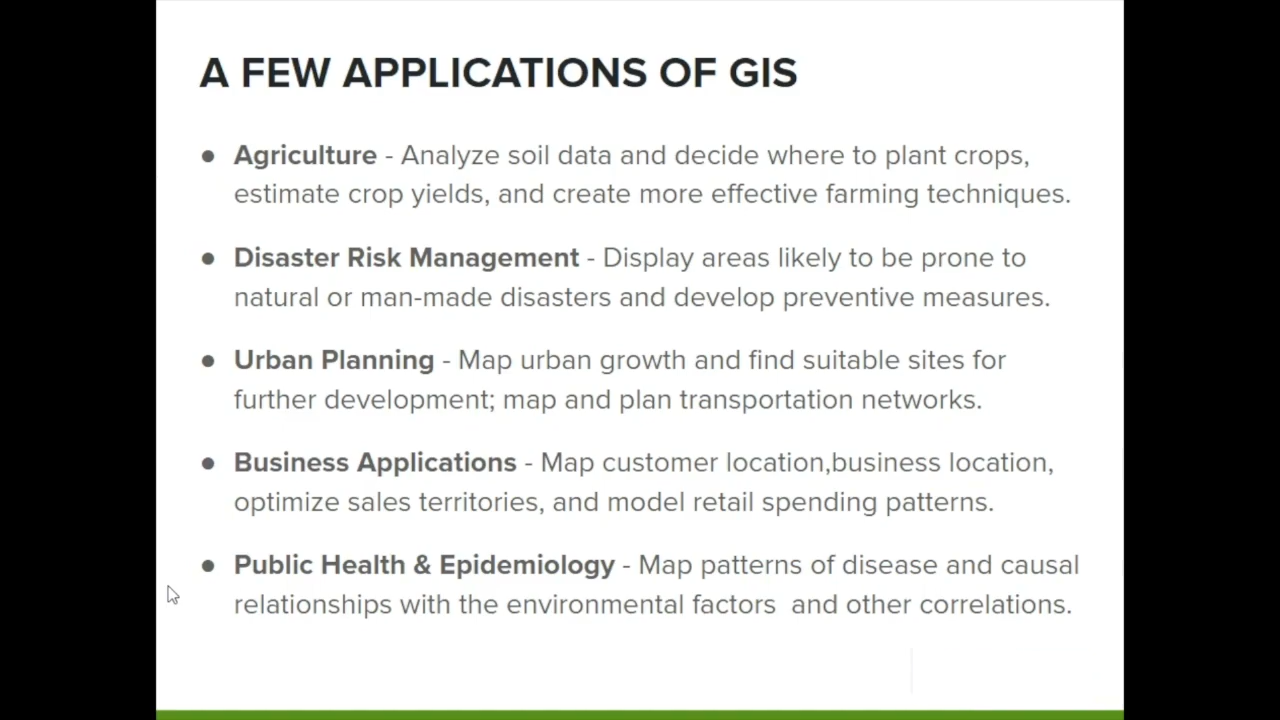 A FEW APPLICATIONS OF GIS
● Agriculture - Analyze soil data and decide where to plant crops,
estimate crop yields, and create more effective farming techniques.
● Disaster Risk Management - Display areas likely to be prone to
natural or man-made disasters and develop preventive measures.
● Urban Planning - Map urban growth and find suitable sites for
further development; map and plan transportation networks.
● Business Applications - Map customer location,business location,
optimize sales territories, and model retail spending patterns.
● Public Health & Epidemiology - Map patterns of disease and causal
relationships with the environmental factors  and other correlations.